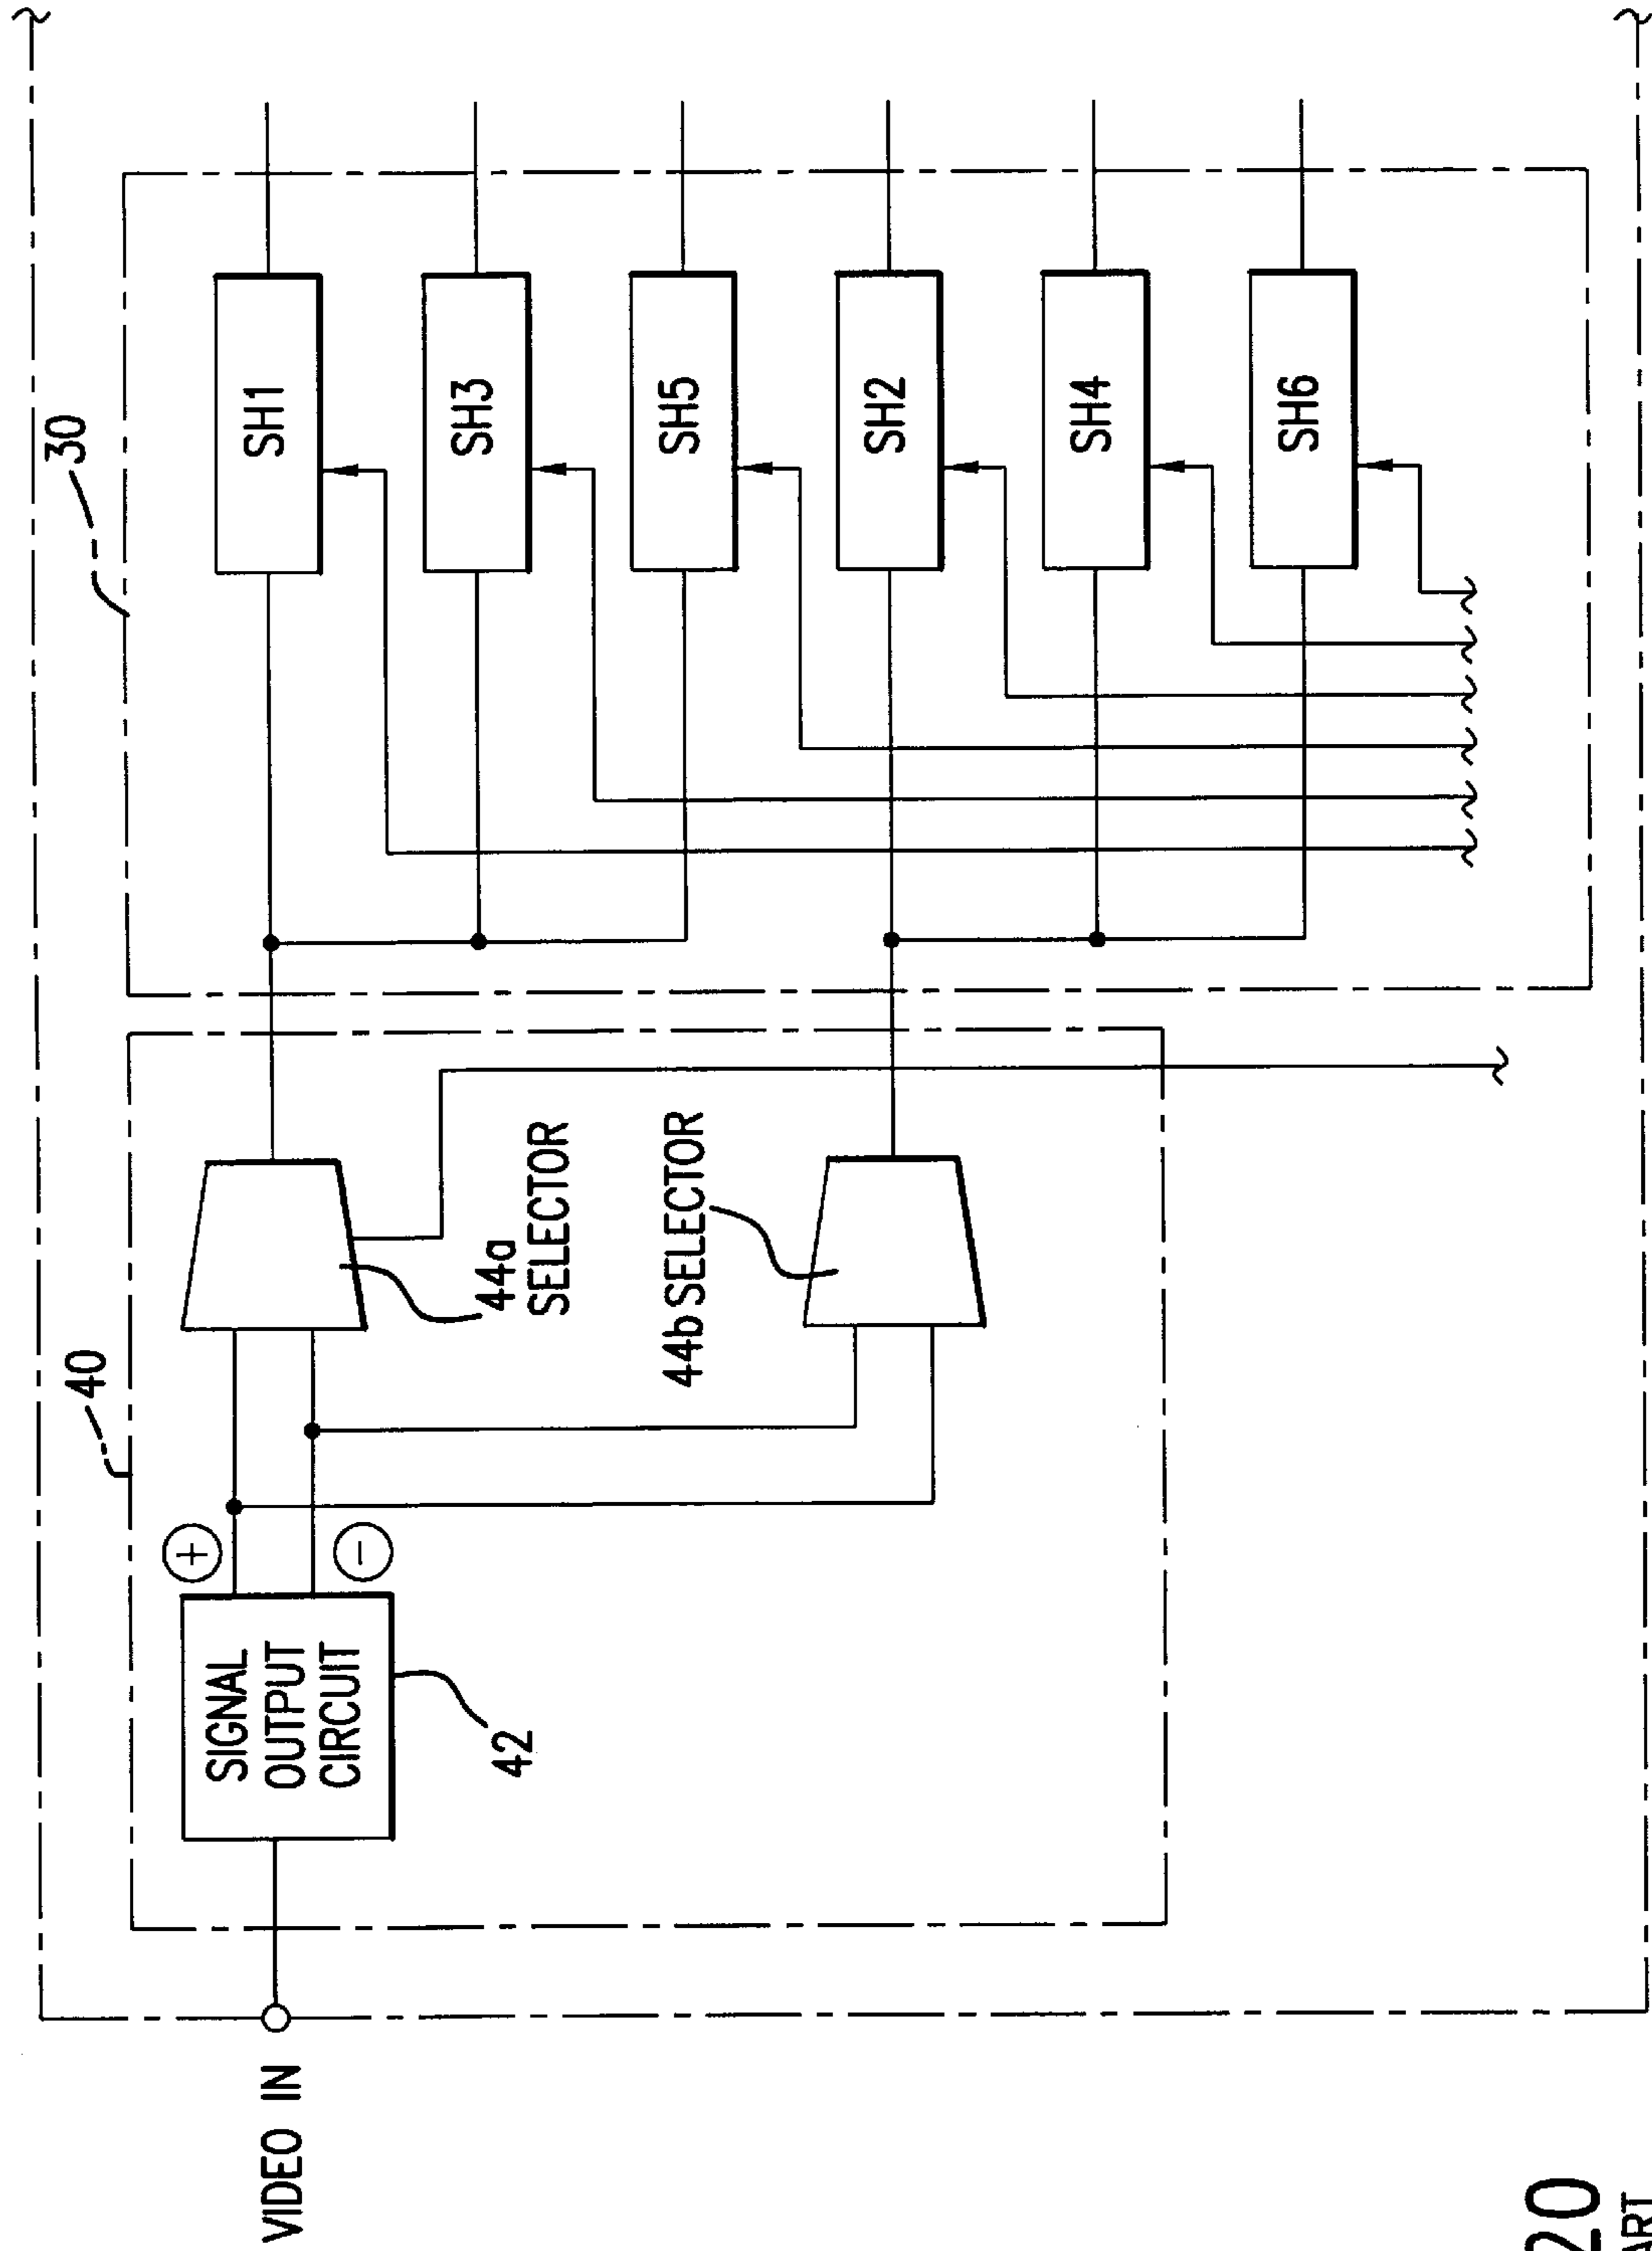 VIDEO IN
40
30
SIGNAL
OUTPUT
CIRCUIT
42
+
−
44a
SELECTOR
44b SELECTOR
SH1
SH3
SH5
SH2
SH4
SH6
20
ART